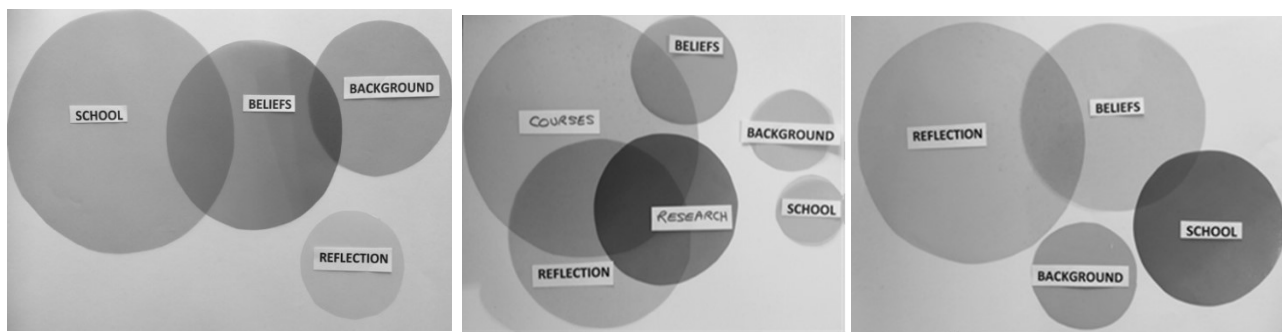 SCHOOL
BELIEFS
BACKGROUND
REFLECTION
BELIEFS
COURSES
BACKGROUND
SCHOOL
RESEARCH
REFLECTION
BELIEFS
REFLECTION
SCHOOL
BACKGROUND